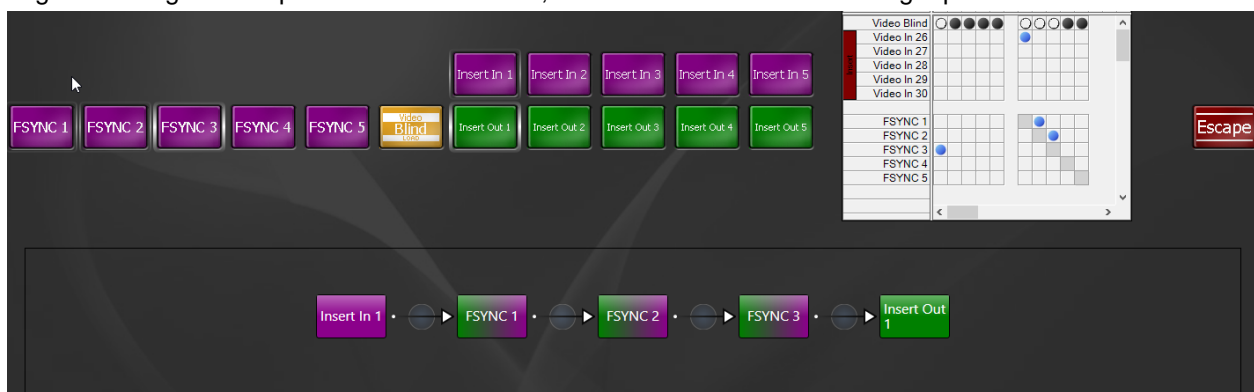 Video Blind
Video In 26
Video In 27
Video In 28
Video In 29
Video In 30
Insert In 1
Insert In 2
Insert In 3
Insert In 4
Insert In 5
FSYNC 1
FSYNC 2
FSYNC 3
FSYNC 4
FSYNC 5
Video
Blind
LOAD
Insert Out 1
Insert Out 2
Insert Out 3
Insert Out 4
Insert Out 5
FSYNC 1
FSYNC 2
FSYNC 3
FSYNC 4
FSYNC 5
Escape
Insert In 1
FSYNC 1
FSYNC 2
FSYNC 3
Insert Out
1